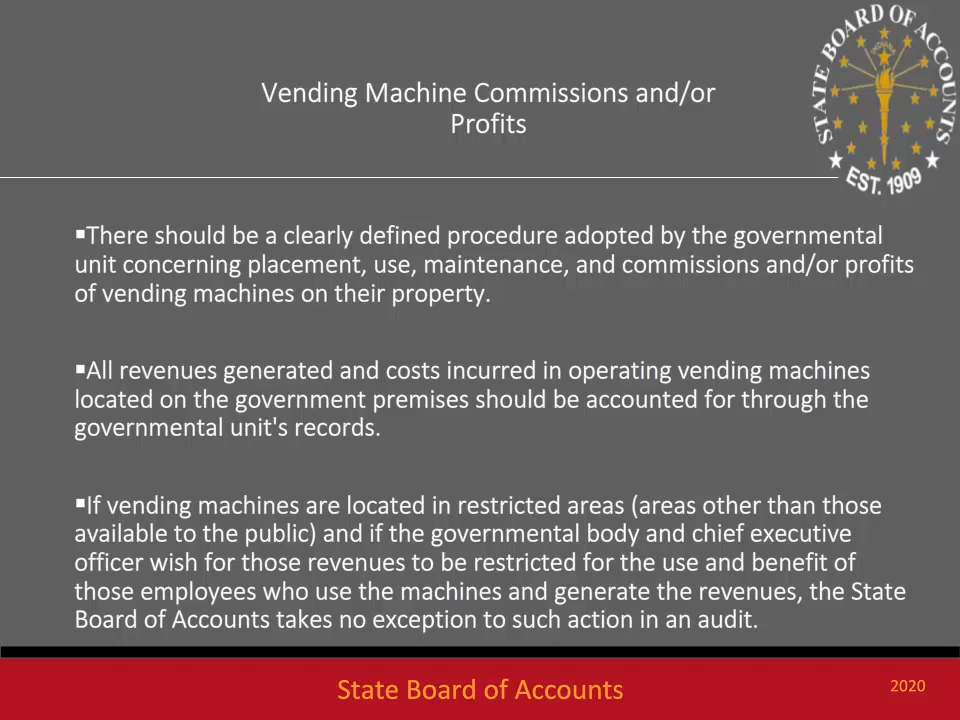 STATE BOARD OF ACCOUNTS
INDIANA
EST. 1909
Vending Machine Commissions and/or
Profits
▪There should be a clearly defined procedure adopted by the governmental
unit concerning placement, use, maintenance, and commissions and/or profits
of vending machines on their property.
▪All revenues generated and costs incurred in operating vending machines
located on the government premises should be accounted for through the
governmental unit's records.
▪If vending machines are located in restricted areas (areas other than those
available to the public) and if the governmental body and chief executive
officer wish for those revenues to be restricted for the use and benefit of
those employees who use the machines and generate the revenues, the State
Board of Accounts takes no exception to such action in an audit.
State Board of Accounts
2020